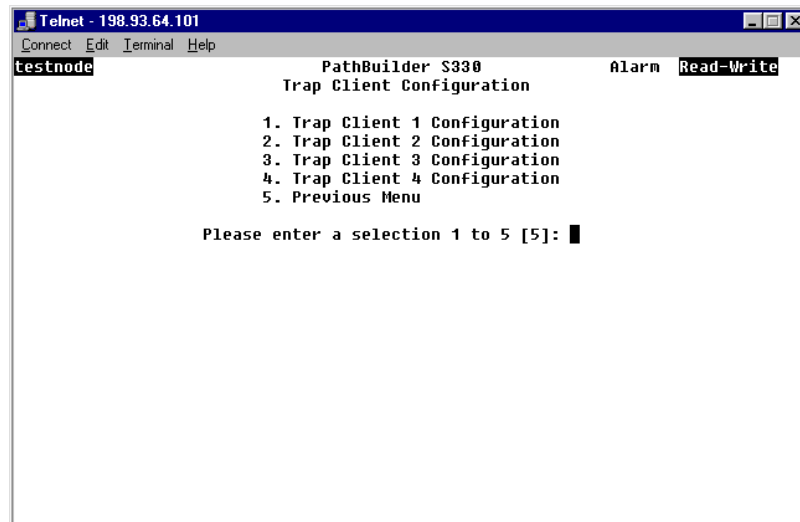 Telnet - 198.93.64.101
Connect Edit Terminal Help
testnode PathBuilder S330 Alarm Read-Write
Trap Client Configuration
1. Trap Client 1 Configuration
2. Trap Client 2 Configuration
3. Trap Client 3 Configuration
4. Trap Client 4 Configuration
5. Previous Menu
Please enter a selection 1 to 5 [5]: